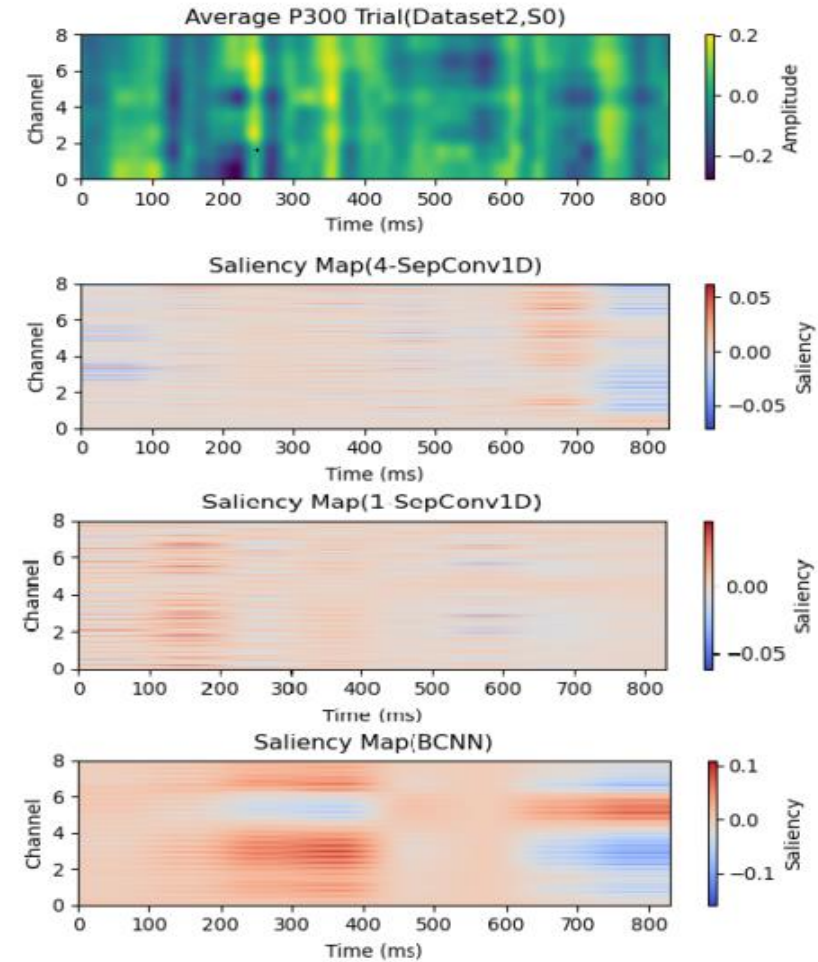 Average P300 Trial(Dataset2,S0)
8
6
4
2
0
Channel
0 100 200 300 400 500 600 700 800
Time (ms)
0.2
0.0
−0.2
Amplitude
Saliency Map(4-SepConv1D)
8
6
4
2
0
Channel
0 100 200 300 400 500 600 700 800
Time (ms)
0.05
0.00
−0.05
Saliency
Saliency Map(1-SepConv1D)
8
6
4
2
0
Channel
0 100 200 300 400 500 600 700 800
Time (ms)
0.00
−0.05
Saliency
Saliency Map(BCNN)
8
6
4
2
0
Channel
0 100 200 300 400 500 600 700 800
Time (ms)
0.1
0.0
−0.1
Saliency